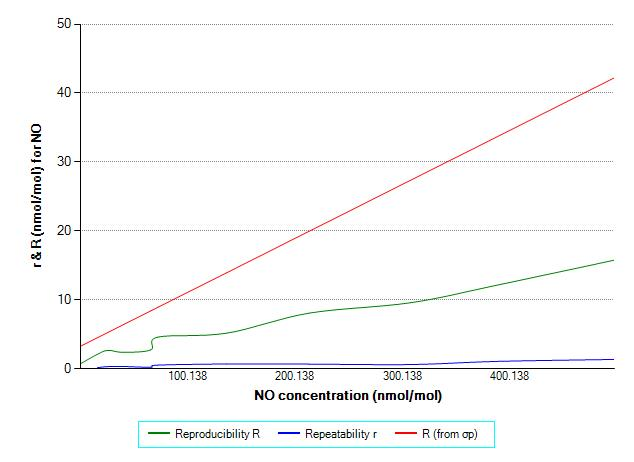 50
40
30
20
10
0
r & R (nmol/mol) for NO
100.138 200.138 300.138 400.138
NO concentration (nmol/mol)
Reproducibility R Repeatability r R (from σp)